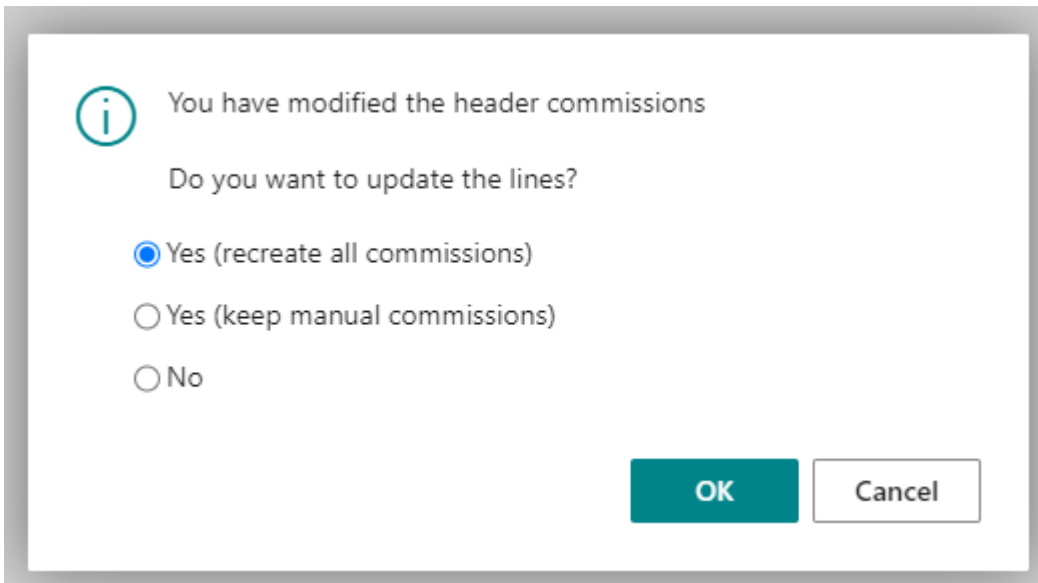 You have modified the header commissions
Do you want to update the lines?
Yes (recreate all commissions)
Yes (keep manual commissions)
No
OK
Cancel